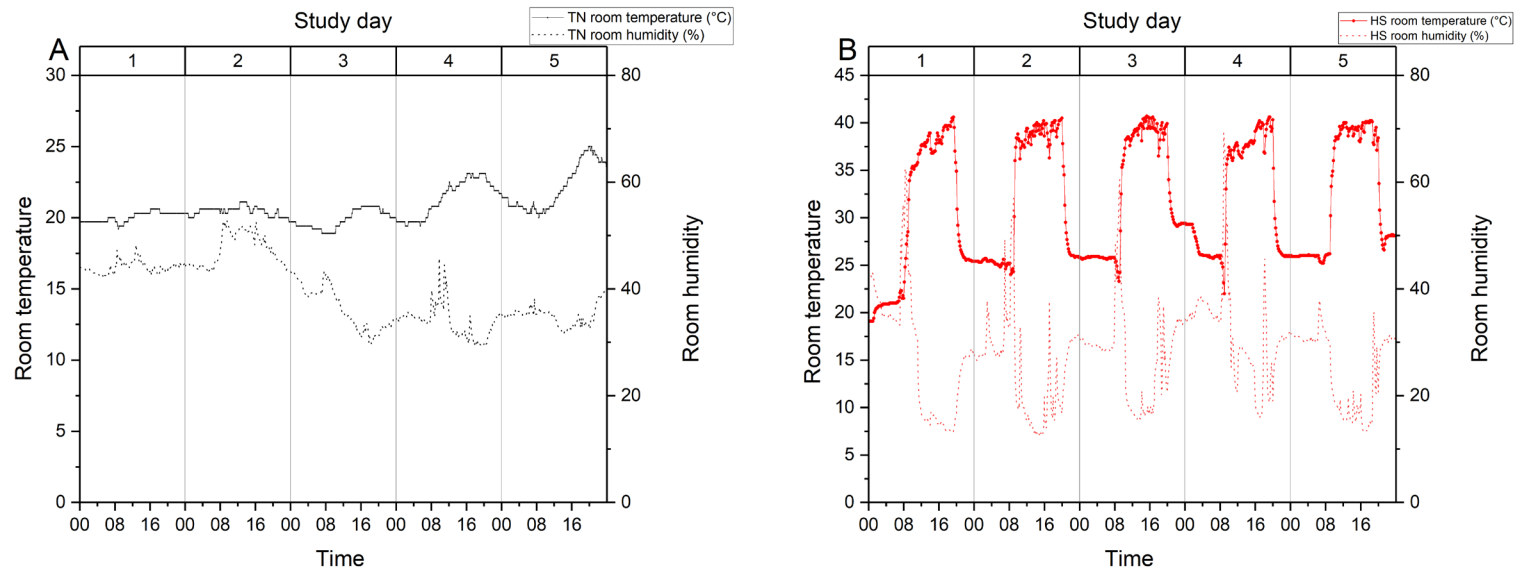 Study day
TN room temperature (°C)
TN room humidity (%)
A
1 2 3 4 5
30 80
25
60
20
15 40
10
20
5
0 0
Room temperature
Room humidity
00 08 16 00 08 16 00 08 16 00 08 16 00 08 16
Time
Study day
HS room temperature (°C)
HS room humidity (%)
B
1 2 3 4 5
45 80
40
35
60
30
25
40
20
15
20
10
5
0 0
Room temperature
Room humidity
00 08 16 00 08 16 00 08 16 00 08 16 00 08 16
Time